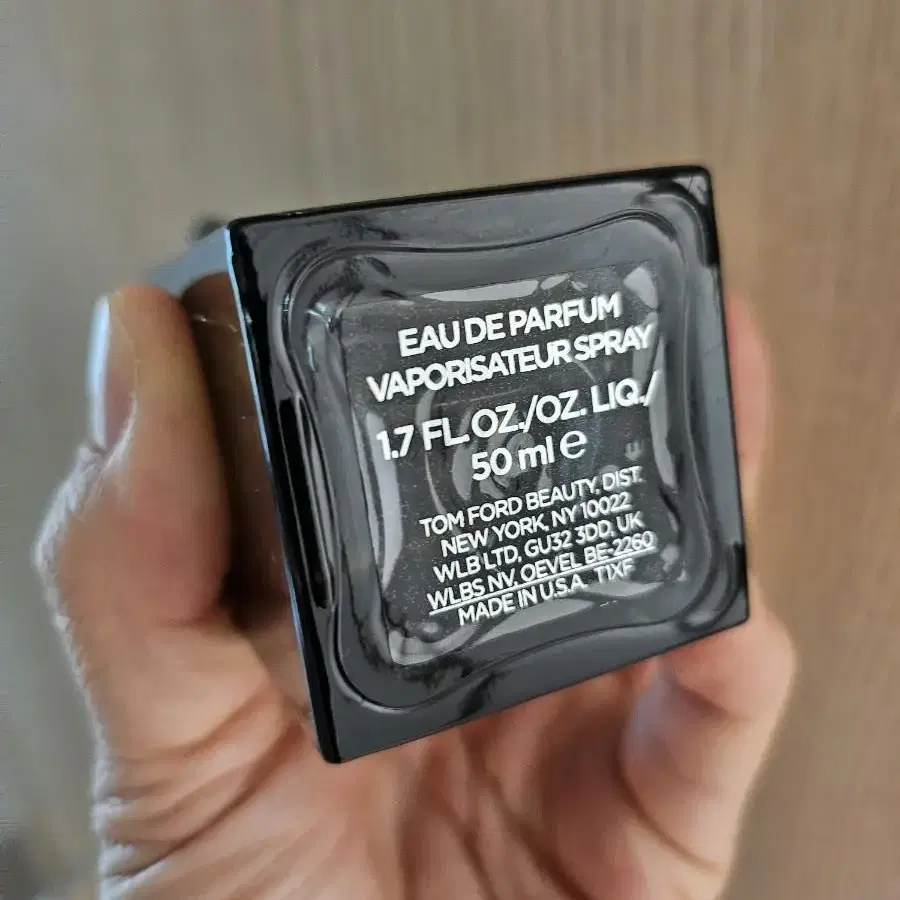 EAU DE PARFUM
VAPORISATEUR SPRAY
1.7 FL.OZ./OZ. LIQ./
50 ml ℮
TOM FORD BEAUTY, DIST.
NEW YORK, NY 10022
WLB LTD, GU32 3DD, UK
WLBS NV, OEVEL BE-2260
MADE IN U.S.A. T1XF